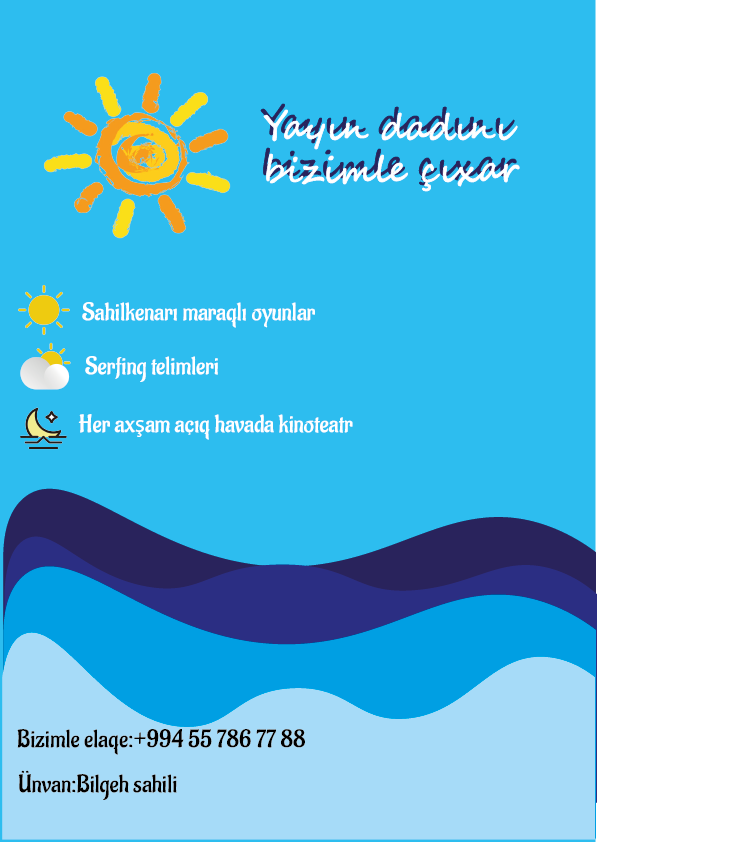 Yayın dadını
bizimle çıxar
Sahilkenarı maraqlı oyunlar
Serfing telimleri
Her axşam açıq havada kinoteatr
Bizimle elaqe:+994 55 786 77 88
Ünvan:Bilgeh sahili